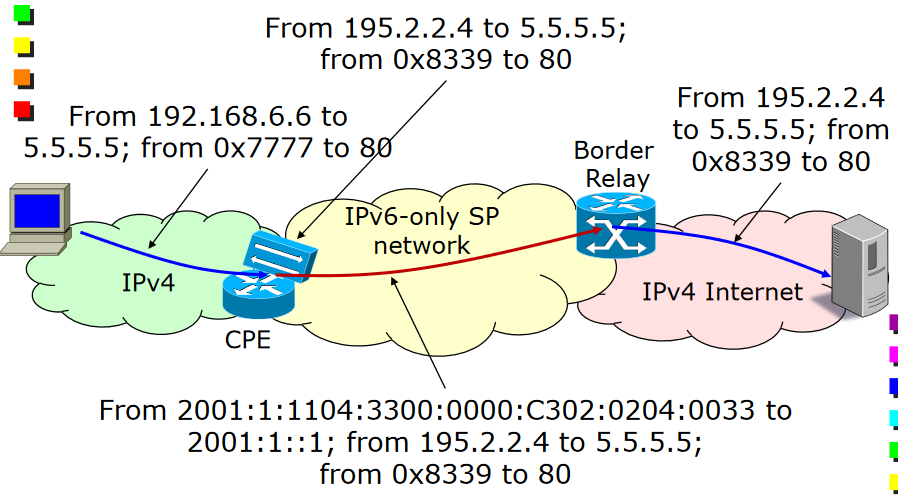 From 195.2.2.4 to 5.5.5.5;
from 0x8339 to 80
From 192.168.6.6 to
5.5.5.5; from 0x7777 to 80
From 195.2.2.4
to 5.5.5.5; from
0x8339 to 80
Border
Relay
IPv6-only SP
network
IPv4
IPv4 Internet
CPE
From 2001:1:1104:3300:0000:C302:0204:0033 to
2001:1::1; from 195.2.2.4 to 5.5.5.5;
from 0x8339 to 80